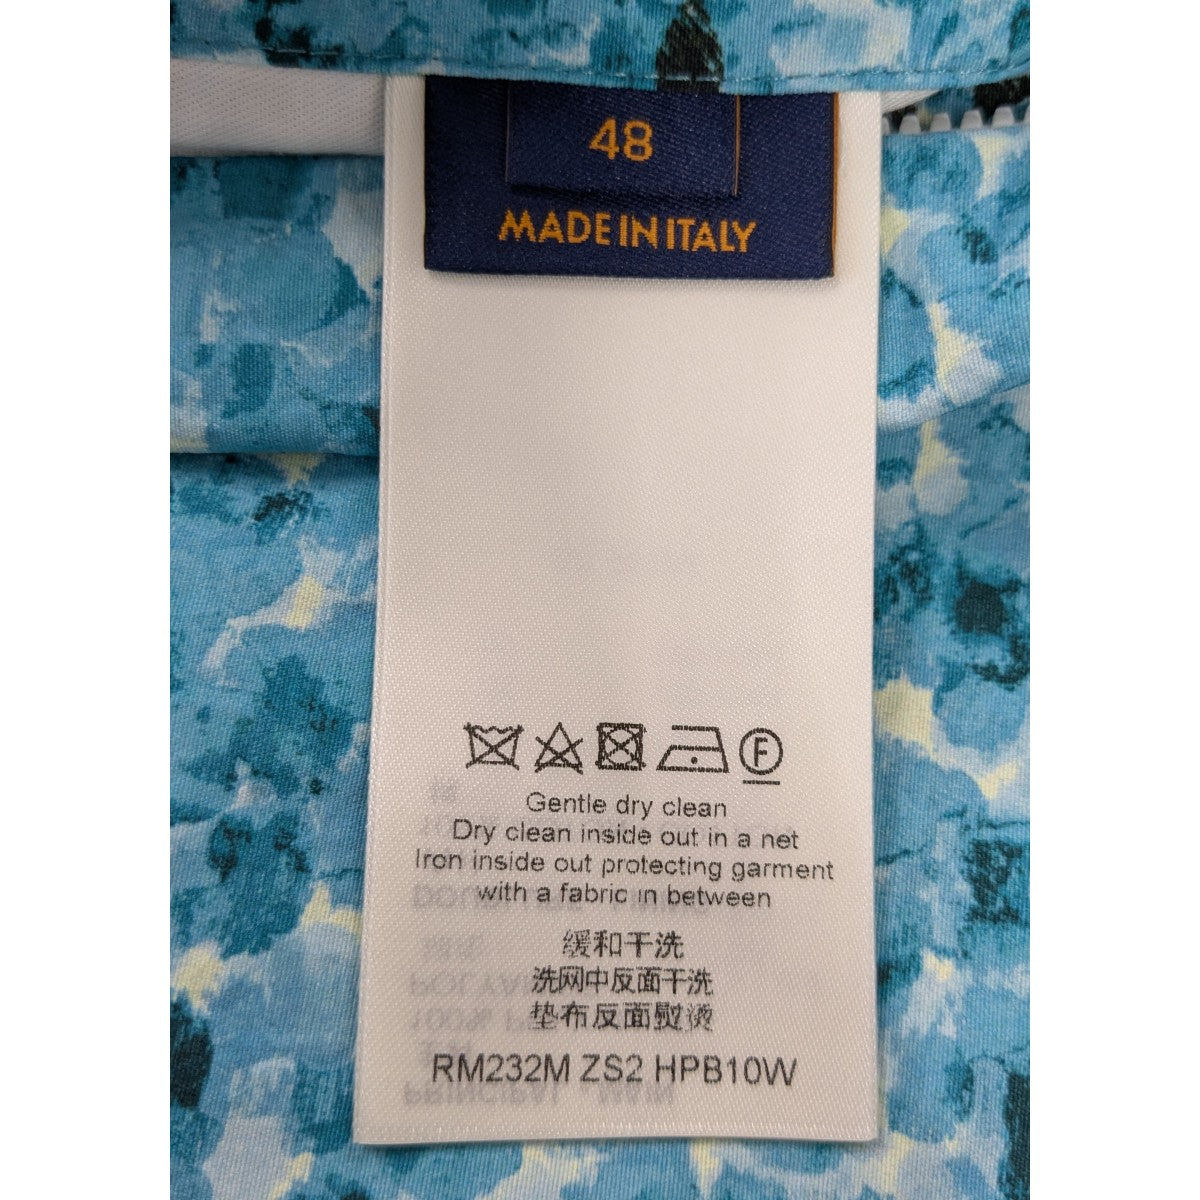 48
MADE IN ITALY
F
Gentle dry clean
Dry clean inside out in a net
Iron inside out protecting garment
with a fabric in between
缓和干洗
洗网中反面干洗
垫布反面熨烫
RM232M ZS2 HPB10W